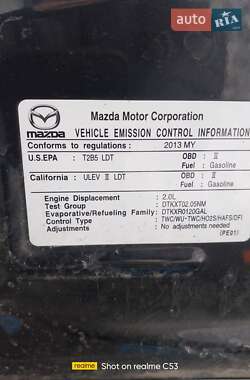 AUTO.RIA
mazda
Mazda Motor Corporation
VEHICLE EMISSION CONTROL INFORMATION
Conforms to regulations : 2013 MY
U.S.EPA : T2B5 LDT OBD : II
Fuel : Gasoline
California : ULEV II LDT OBD : II
Fuel : Gasoline
Engine Displacement : 2.0L
Test Group : DTKXT02.05NM
Evaporative/Refueling Family: DTKXR0120GAL
Control Type : TWC/WU-TWC/HO2S/HAFS/DFI
Adjustments : No adjustments needed
(PE01)
realme Shot on realme C53